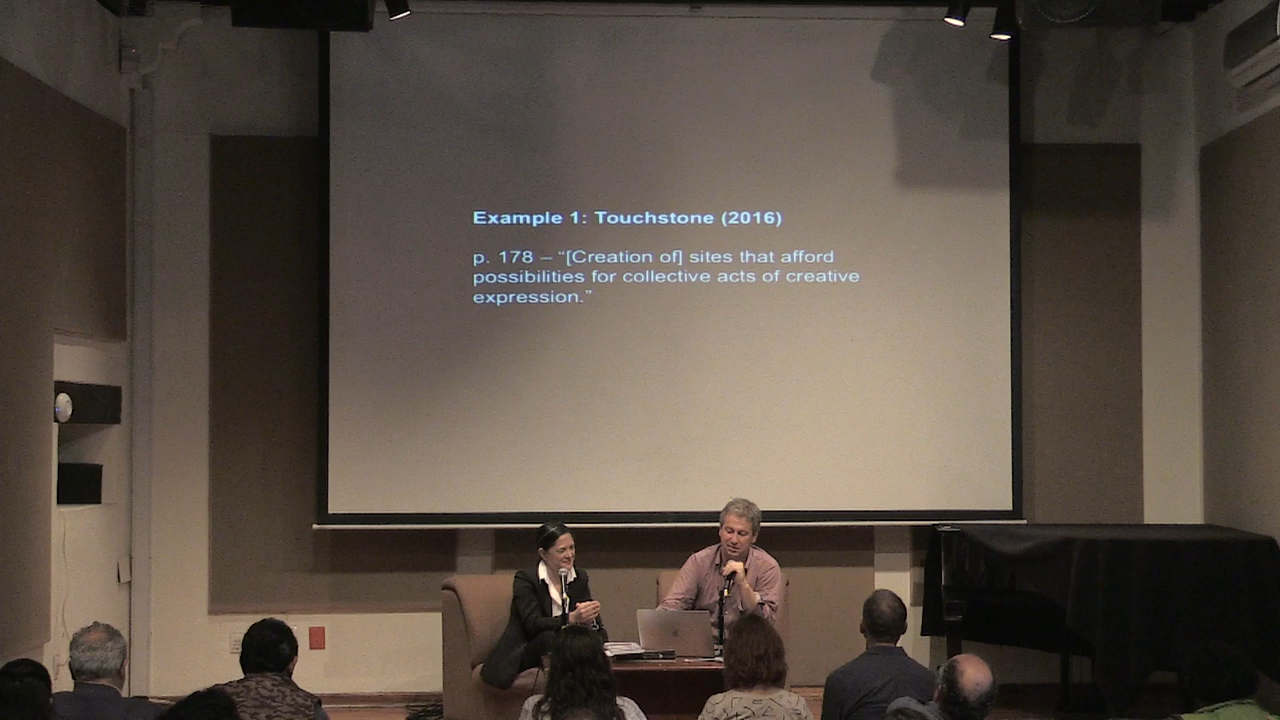 Example 1: Touchstone (2016)
p. 178 – “[Creation of] sites that afford
possibilities for collective acts of creative
expression.”